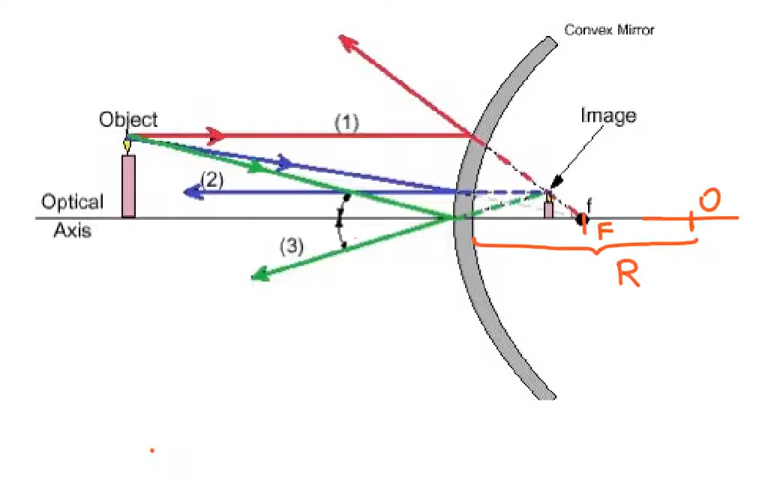 Convex Mirror
Object
(1)
Image
(2)
Optical
Axis
f
F
O
(3)
R